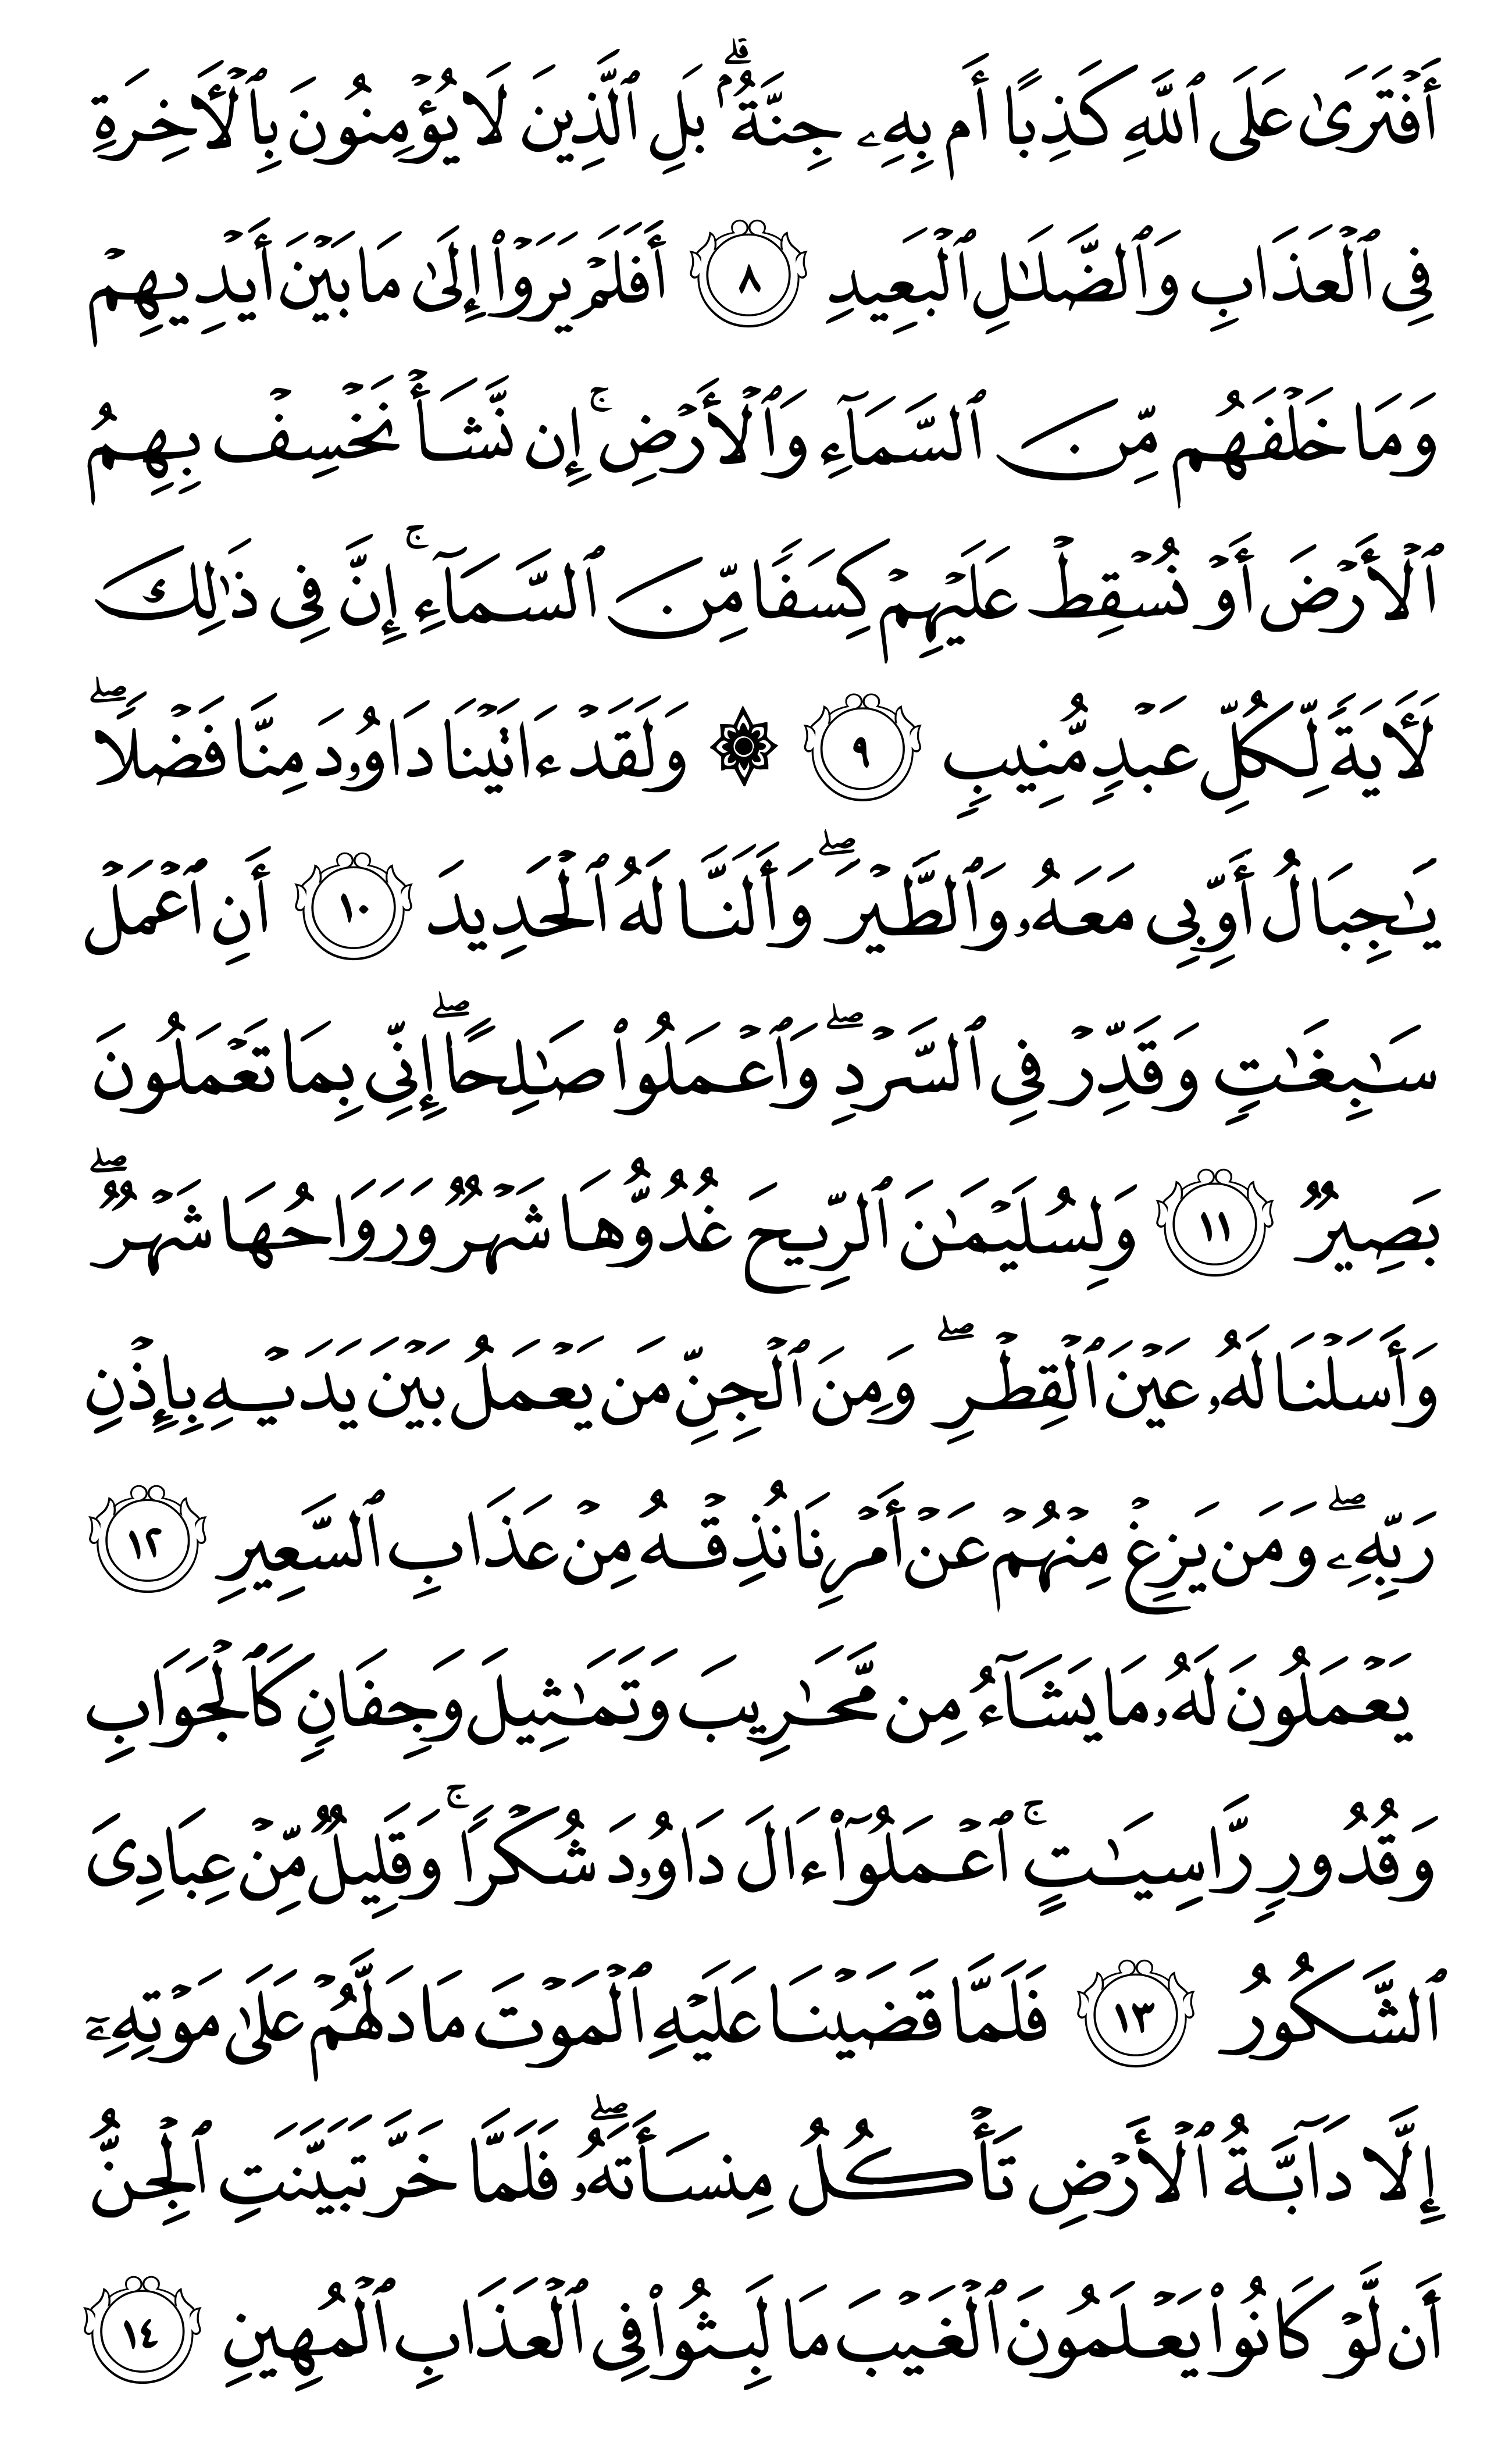 أَفۡتَرَىٰ عَلَى ٱللَّهِ كَذِبًا أَم بِهِۦ جِنَّةُۢۗ بَلِ ٱلَّذِينَ لَا يُؤۡمِنُونَ بِٱلۡأٓخِرَةِ
فِي ٱلۡعَذَابِ وَٱلضَّلَٰلِ ٱلۡبَعِيدِ ٨ أَفَلَمۡ يَرَوۡاْ إِلَىٰ مَا بَيۡنَ أَيۡدِيهِمۡ
وَمَا خَلۡفَهُم مِّنَ ٱلسَّمَآءِ وَٱلۡأَرۡضِۚ إِن نَّشَأۡ نَخۡسِفۡ بِهِمُ
ٱلۡأَرۡضَ أَوۡ نُسۡقِطۡ عَلَيۡهِمۡ كِسَفٗا مِّنَ ٱلسَّمَآءِۚ إِنَّ فِي ذَٰلِكَ
لَأٓيَةٗ لِّكُلِّ عَبۡدٖ مُّنِيبٖ ٩ ۞ وَلَقَدۡ ءَاتَيۡنَا دَاوُۥدَ مِنَّا فَضۡلٗاۖ
يَٰجِبَالُ أَوِّبِي مَعَهُۥ وَٱلطَّيۡرَۖ وَأَلَنَّا لَهُ ٱلۡحَدِيدَ ١٠ أَنِ ٱعۡمَلۡ
سَٰبِغَٰتٖ وَقَدِّرۡ فِي ٱلسَّرۡدِۖ وَٱعۡمَلُواْ صَٰلِحًاۖ إِنِّي بِمَا تَعۡمَلُونَ
بَصِيرٞ ١١ وَلِسُلَيۡمَٰنَ ٱلرِّيحَ غُدُوُّهَا شَهۡرٞ وَرَوَاحُهَا شَهۡرٞۖ
وَأَسَلۡنَا لَهُۥ عَيۡنَ ٱلۡقِطۡرِۖ وَمِنَ ٱلۡجِنِّ مَن يَعۡمَلُ بَيۡنَ يَدَيۡهِ بِإِذۡنِ
رَبِّهِۦۖ وَمَن يَزِغۡ مِنۡهُمۡ عَنۡ أَمۡرِنَا نُذِقۡهُ مِنۡ عَذَابِ ٱلسَّعِيرِ ١٢
يَعۡمَلُونَ لَهُۥ مَا يَشَآءُ مِن مَّحَٰرِيبَ وَتَمَٰثِيلَ وَجِفَانٖ كَٱلۡجَوَابِ
وَقُدُورٖ رَّاسِيَٰتٍۚ ٱعۡمَلُوٓاْ ءَالَ دَاوُۥدَ شُكۡرٗاۚ وَقَلِيلٞ مِّنۡ عِبَادِيَ
ٱلشَّكُورُ ١٣ فَلَمَّا قَضَيۡنَا عَلَيۡهِ ٱلۡمَوۡتَ مَا دَلَّهُمۡ عَلَىٰ مَوۡتِهِۦٓ
إِلَّا دَآبَّةُ ٱلۡأَرۡضِ تَأۡكُلُ مِنسَأَتَهُۥۖ فَلَمَّا خَرَّ تَبَيَّنَتِ ٱلۡجِنُّ
أَن لَّوۡ كَانُواْ يَعۡلَمُونَ ٱلۡغَيۡبَ مَا لَبِثُواْ فِي ٱلۡعَذَابِ ٱلۡمُهِينِ ١٤